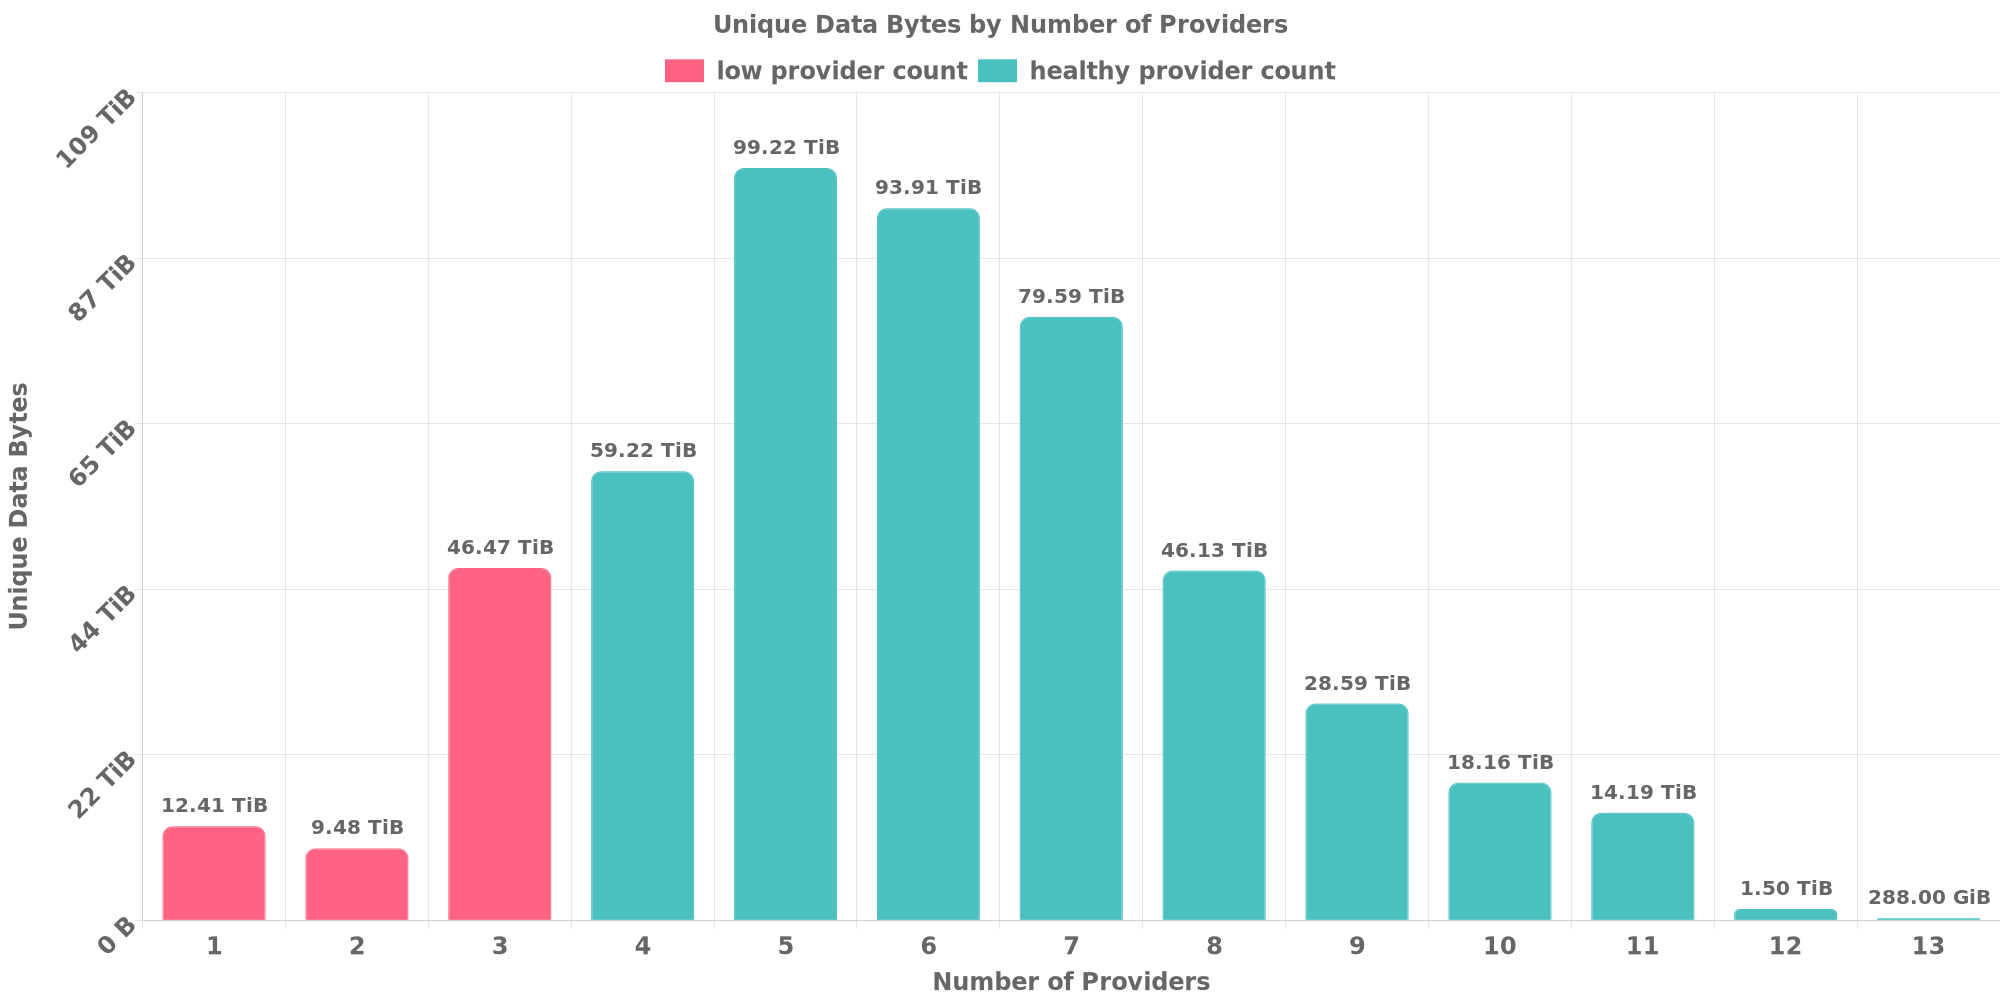 Unique Data Bytes by Number of Providers
low provider count healthy provider count
109 TiB
87 TiB
65 TiB
44 TiB
22 TiB
0 B
Unique Data Bytes
12.41 TiB
9.48 TiB
46.47 TiB
59.22 TiB
99.22 TiB
93.91 TiB
79.59 TiB
46.13 TiB
28.59 TiB
18.16 TiB
14.19 TiB
1.50 TiB
288.00 GiB
1 2 3 4 5 6 7 8 9 10 11 12 13
Number of Providers